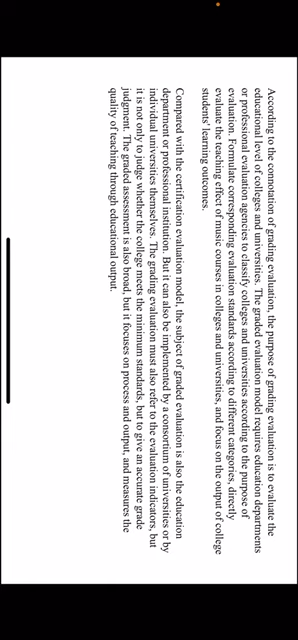 According to the connotation of grading evaluation, the purpose of grading evaluation is to evaluate the
educational level of colleges and universities. The graded evaluation model requires education departments
or professional evaluation agencies to classify colleges and universities according to the purpose of
evaluation. Formulate corresponding evaluation standards according to different categories, directly
evaluate the teaching effect of music courses in colleges and universities, and focus on the output of college
students' learning outcomes.
Compared with the certification evaluation model, the subject of graded evaluation is also the education
department or professional institution. But it can also be implemented by a consortium of universities or by
individual universities themselves. The grading evaluation must also refer to the evaluation indicators, but
it is not only to judge whether the college meets the minimum standards, but to give an accurate grade
judgment. The graded assessment is also broad, but it focuses on process and output, and measures the
quality of teaching through educational output.